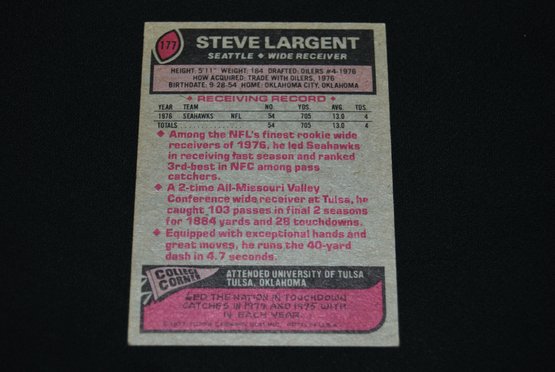 177
STEVE LARGENT
SEATTLE ◆ WIDE RECEIVER
HEIGHT: 5'11" WEIGHT: 184 DRAFTED: OILERS #4-1976
HOW ACQUIRED: TRADE WITH OILERS, 1976
BIRTHDATE: 9-28-54 HOME: OKLAHOMA CITY, OKLAHOMA
◆ RECEIVING RECORD ◆
YEAR TEAM NO. YDS. AVG. TDS.
1976 SEAHAWKS NFL 54 705 13.0 4
TOTALS 54 705 13.0 4
◆ Among the NFL's finest rookie wide
receivers of 1976, he led Seahawks
in receiving last season and ranked
3rd-best in NFC among pass
catchers.
◆ A 2-time All-Missouri Valley
Conference wide receiver at Tulsa, he
caught 103 passes in final 2 seasons
for 1884 yards and 28 touchdowns.
◆ Equipped with exceptional hands and
great moves, he runs the 40-yard
dash in 4.7 seconds.
COLLEGE
CORNER
ATTENDED UNIVERSITY OF TULSA
TULSA, OKLAHOMA
LED THE NATION IN TOUCHDOWN
CATCHES IN 1974 AND 1975 WITH
14 EACH YEAR.